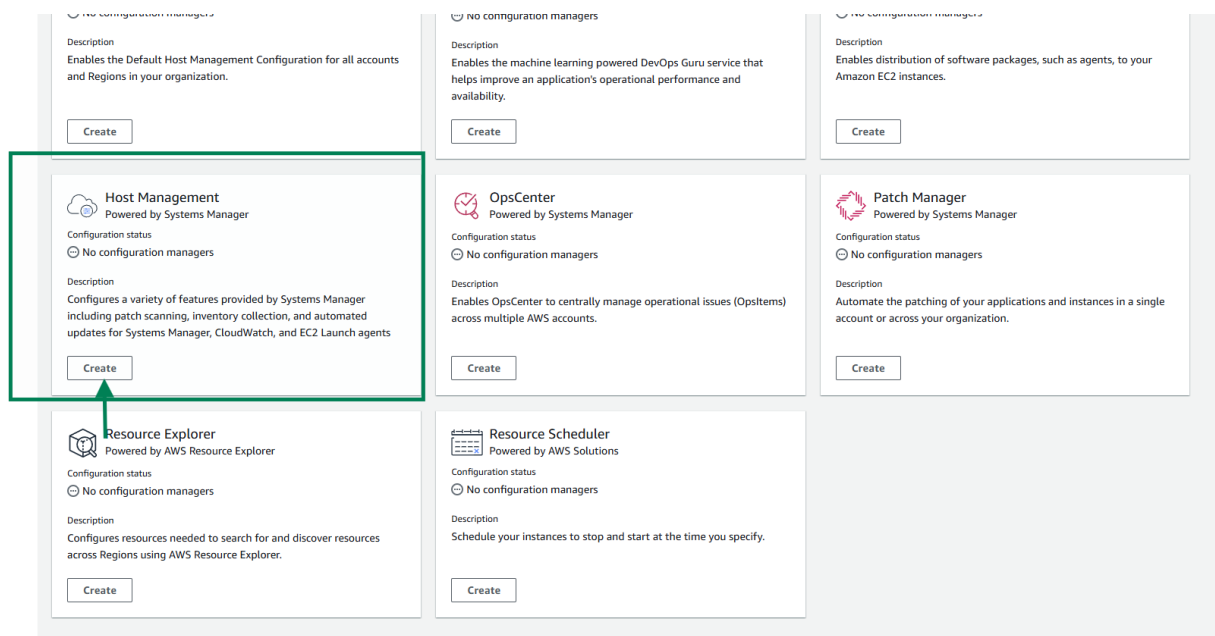 No configuration managers
No configuration managers
No configuration managers
Description
Enables the Default Host Management Configuration for all accounts
and Regions in your organization.
Create
Description
Enables the machine learning powered DevOps Guru service that
helps improve an application's operational performance and
availability.
Create
Description
Enables distribution of software packages, such as agents, to your
Amazon EC2 instances.
Create
Host Management
Powered by Systems Manager
Configuration status
No configuration managers
Description
Configures a variety of features provided by Systems Manager
including patch scanning, inventory collection, and automated
updates for Systems Manager, CloudWatch, and EC2 Launch agents
Create
OpsCenter
Powered by Systems Manager
Configuration status
No configuration managers
Description
Enables OpsCenter to centrally manage operational issues (OpsItems)
across multiple AWS accounts.
Create
Patch Manager
Powered by Systems Manager
Configuration status
No configuration managers
Description
Automate the patching of your applications and instances in a single
account or across your organization.
Create
Resource Explorer
Powered by AWS Resource Explorer
Configuration status
No configuration managers
Description
Configures resources needed to search for and discover resources
across Regions using AWS Resource Explorer.
Create
Resource Scheduler
Powered by AWS Solutions
Configuration status
No configuration managers
Description
Schedule your instances to stop and start at the time you specify.
Create